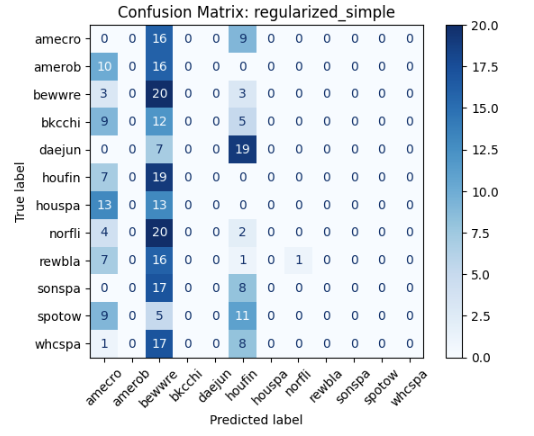 Confusion Matrix: regularized_simple
True label
amecro 0 0 16 0 0 9 0 0 0 0 0 0
amerob 10 0 16 0 0 0 0 0 0 0 0 0
bewwre 3 0 20 0 0 3 0 0 0 0 0 0
bkcchi 9 0 12 0 0 5 0 0 0 0 0 0
daejun 0 0 7 0 0 19 0 0 0 0 0 0
houfin 7 0 19 0 0 0 0 0 0 0 0 0
houspa 13 0 13 0 0 0 0 0 0 0 0 0
norfli 4 0 20 0 0 2 0 0 0 0 0 0
rewbla 7 0 16 0 0 1 0 1 0 0 0 0
sonspa 0 0 17 0 0 8 0 0 0 0 0 0
spotow 9 0 5 0 0 11 0 0 0 0 0 0
whcspa 1 0 17 0 0 8 0 0 0 0 0 0
amecro amerob bewwre bkcchi daejun houfin houspa norfli rewbla sonspa spotow whcspa
Predicted label
20.0
17.5
15.0
12.5
10.0
7.5
5.0
2.5
0.0